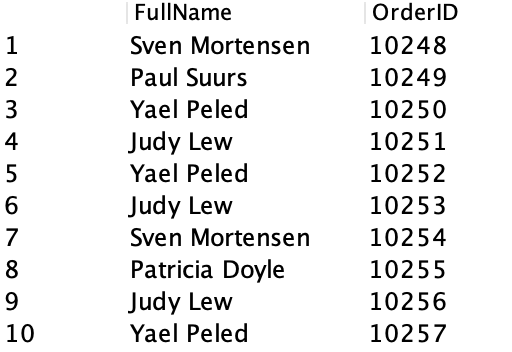 FullName OrderID
1 Sven Mortensen 10248
2 Paul Suurs 10249
3 Yael Peled 10250
4 Judy Lew 10251
5 Yael Peled 10252
6 Judy Lew 10253
7 Sven Mortensen 10254
8 Patricia Doyle 10255
9 Judy Lew 10256
10 Yael Peled 10257